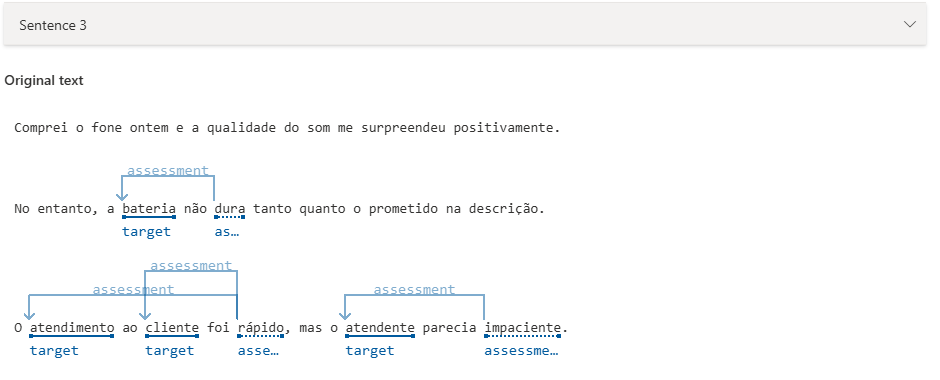 Sentence 3
Original text
Comprei o fone ontem e a qualidade do som me surpreendeu positivamente.
assessment
No entanto, a bateria não dura tanto quanto o prometido na descrição.
target as…
assessment
assessment assessment
O atendimento ao cliente foi rápido, mas o atendente parecia impaciente.
target target asse… target assessme…